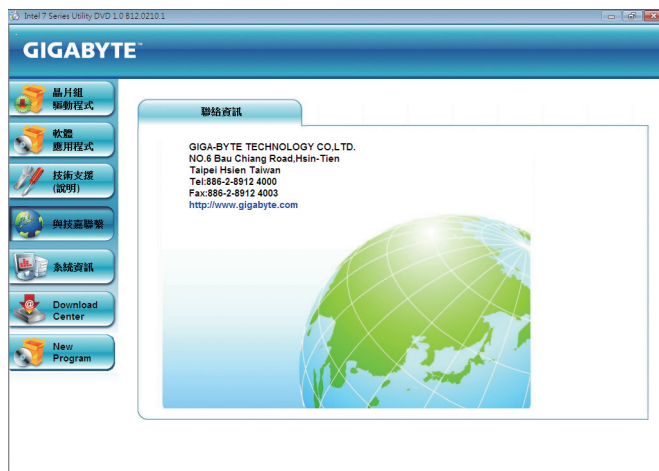 Intel 7 Series Utility DVD 1.0 B12.0210.1
GIGABYTE™
晶片組
驅動程式
軟體
應用程式
技術支援
(說明)
與技嘉聯繫
系統資訊
Download
Center
New
Program
聯絡資訊
GIGA-BYTE TECHNOLOGY CO,LTD.
NO.6 Bau Chiang Road,Hsin-Tien
Taipei Hsien Taiwan
Tel:886-2-8912 4000
Fax:886-2-8912 4003
http://www.gigabyte.com